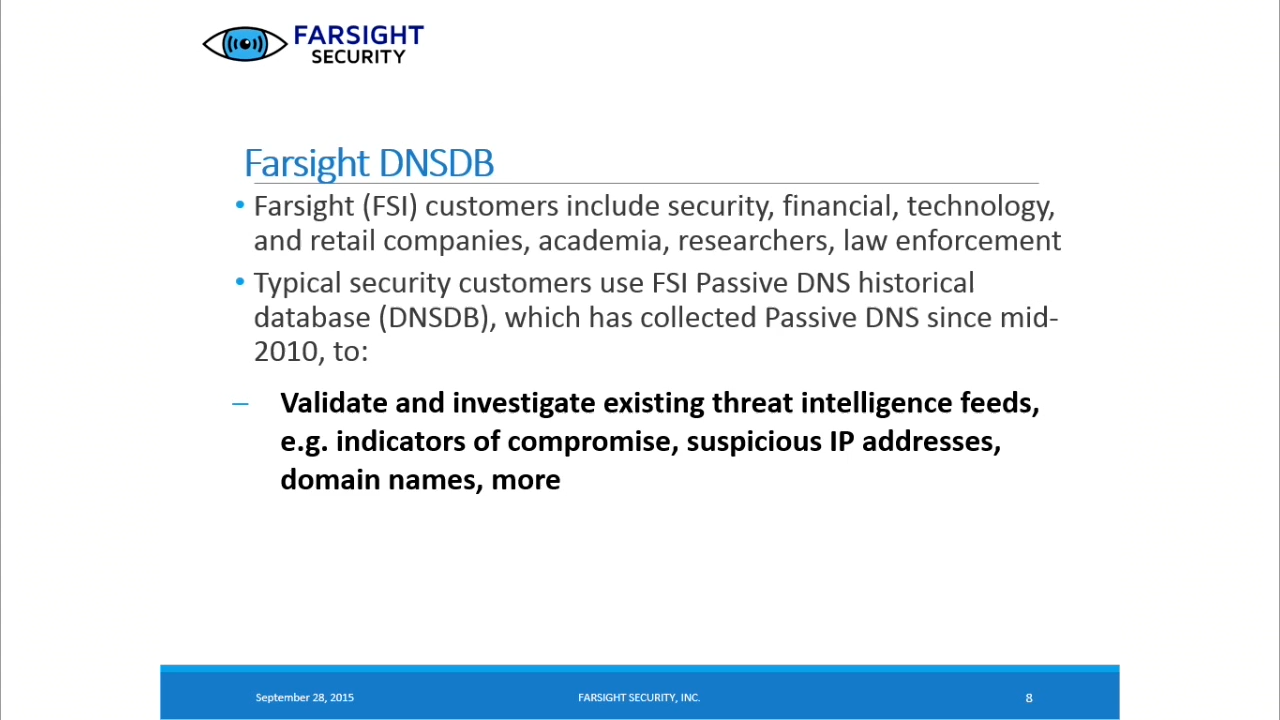 FARSIGHT
SECURITY
Farsight DNSDB
• Farsight (FSI) customers include security, financial, technology,
and retail companies, academia, researchers, law enforcement
• Typical security customers use FSI Passive DNS historical
database (DNSDB), which has collected Passive DNS since mid-
2010, to:
– Validate and investigate existing threat intelligence feeds,
e.g. indicators of compromise, suspicious IP addresses,
domain names, more
September 28, 2015
FARSIGHT SECURITY, INC.
8